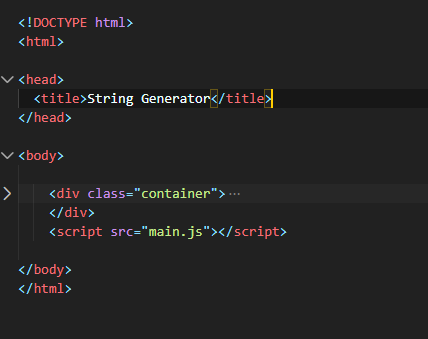 <!DOCTYPE html>
<html>
<head>
<title>String Generator</title>
</head>
<body>
<div class="container">⋯
</div>
<script src="main.js"></script>
</body>
</html>